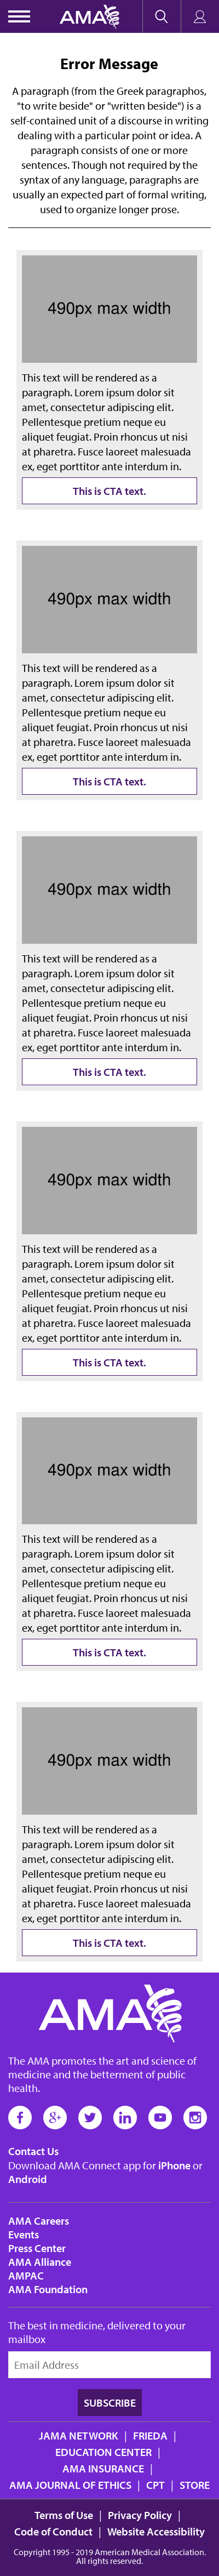 AMA
Error Message
A paragraph (from the Greek paragraphos,
"to write beside" or "written beside") is a
self-contained unit of a discourse in writing
dealing with a particular point or idea. A
paragraph consists of one or more
sentences. Though not required by the
syntax of any language, paragraphs are
usually an expected part of formal writing,
used to organize longer prose.
490px max width
This text will be rendered as a
paragraph. Lorem ipsum dolor sit
amet, consectetur adipiscing elit.
Pellentesque pretium neque eu
aliquet feugiat. Proin rhoncus ut nisi
at pharetra. Fusce laoreet malesuada
ex, eget porttitor ante interdum in.
This is CTA text.
490px max width
This text will be rendered as a
paragraph. Lorem ipsum dolor sit
amet, consectetur adipiscing elit.
Pellentesque pretium neque eu
aliquet feugiat. Proin rhoncus ut nisi
at pharetra. Fusce laoreet malesuada
ex, eget porttitor ante interdum in.
This is CTA text.
490px max width
This text will be rendered as a
paragraph. Lorem ipsum dolor sit
amet, consectetur adipiscing elit.
Pellentesque pretium neque eu
aliquet feugiat. Proin rhoncus ut nisi
at pharetra. Fusce laoreet malesuada
ex, eget porttitor ante interdum in.
This is CTA text.
490px max width
This text will be rendered as a
paragraph. Lorem ipsum dolor sit
amet, consectetur adipiscing elit.
Pellentesque pretium neque eu
aliquet feugiat. Proin rhoncus ut nisi
at pharetra. Fusce laoreet malesuada
ex, eget porttitor ante interdum in.
This is CTA text.
490px max width
This text will be rendered as a
paragraph. Lorem ipsum dolor sit
amet, consectetur adipiscing elit.
Pellentesque pretium neque eu
aliquet feugiat. Proin rhoncus ut nisi
at pharetra. Fusce laoreet malesuada
ex, eget porttitor ante interdum in.
This is CTA text.
490px max width
This text will be rendered as a
paragraph. Lorem ipsum dolor sit
amet, consectetur adipiscing elit.
Pellentesque pretium neque eu
aliquet feugiat. Proin rhoncus ut nisi
at pharetra. Fusce laoreet malesuada
ex, eget porttitor ante interdum in.
This is CTA text.
AMA
The AMA promotes the art and science of
medicine and the betterment of public
health.
Contact Us
Download AMA Connect app for iPhone or
Android
AMA Careers
Events
Press Center
AMA Alliance
AMPAC
AMA Foundation
The best in medicine, delivered to your
mailbox
Email Address
SUBSCRIBE
JAMA NETWORK | FRIEDA |
EDUCATION CENTER |
AMA INSURANCE |
AMA JOURNAL OF ETHICS | CPT | STORE
Terms of Use | Privacy Policy |
Code of Conduct | Website Accessibility
Copyright 1995 - 2019 American Medical Association.
All rights reserved.